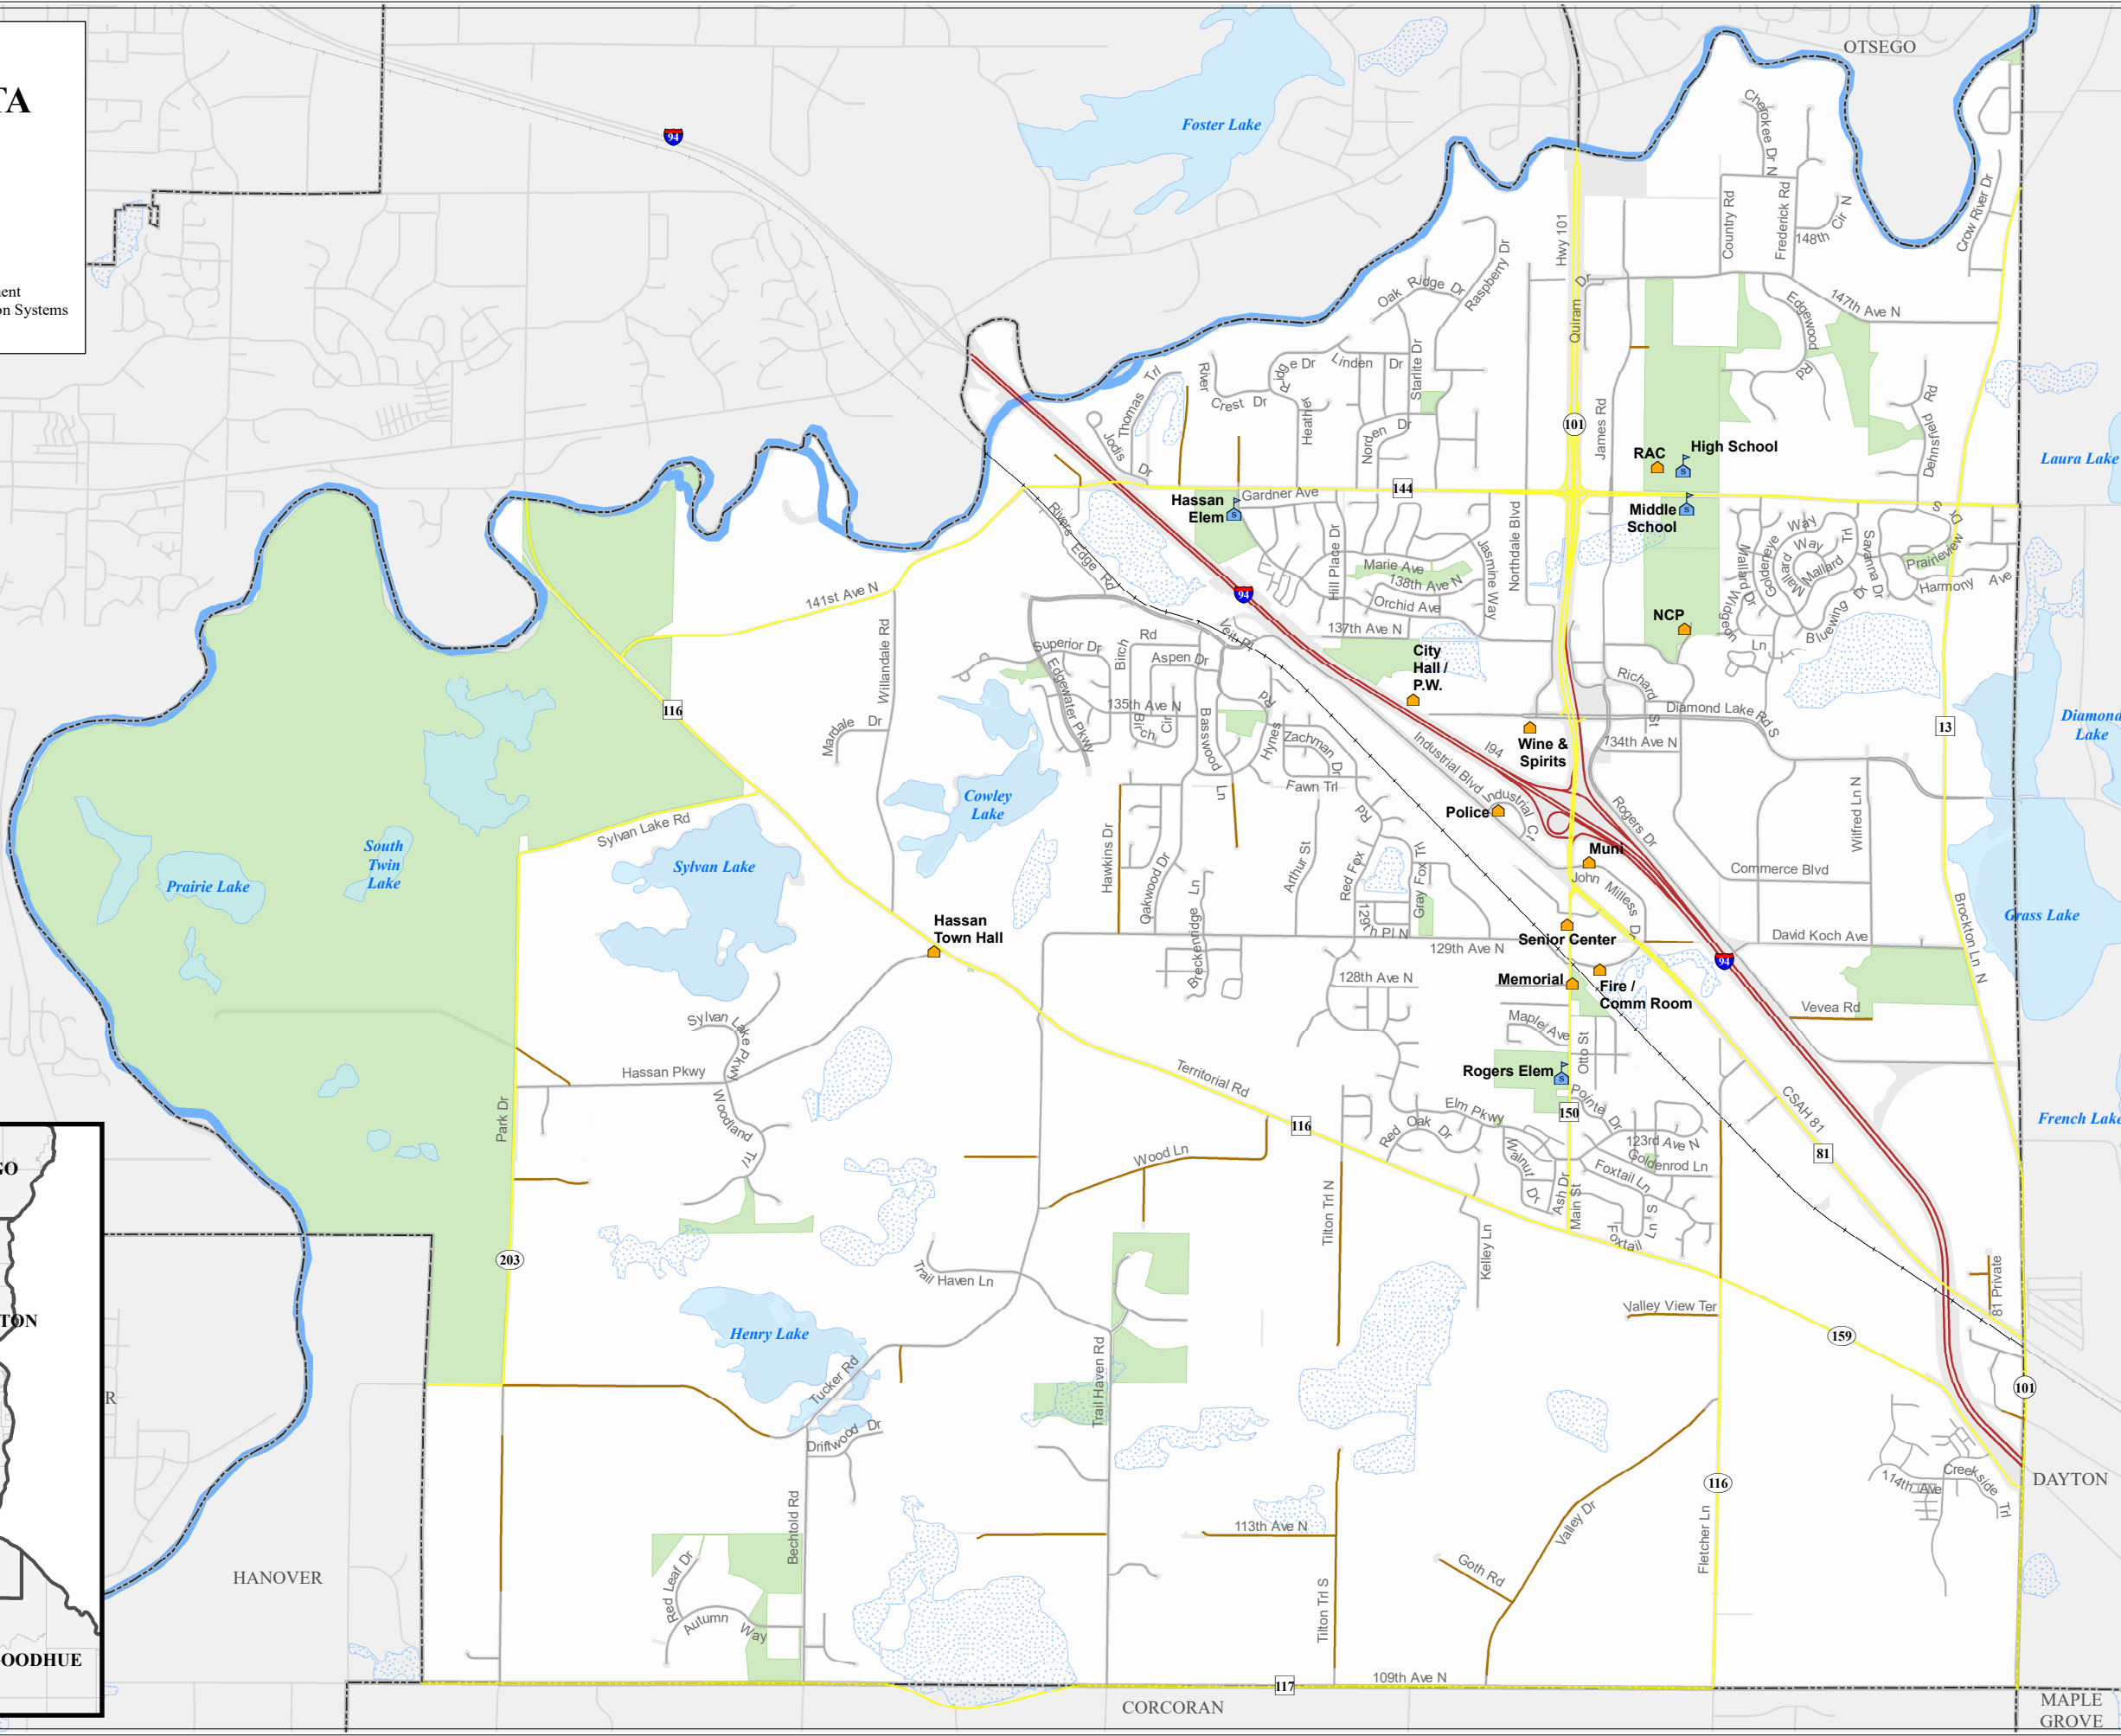 OTSEGO
TA
Cherokee Dr N
Foster Lake
94
Crow River Dr
Country Rd
Frederick Rd
148th Cir N
Hwy 101
Raspberry Dr
Oak Ridge Dr
Quiram Dr
ent
on Systems
147th Ave N
Edgewood Rd
Linden Dr
Starlite Dr
River Crest Dr
Ridge Dr
Heather
Thomas Trl
Jodis Dr
Norden Dr
101
James Rd
Dehnsfield Rd
RAC
High School
Laura Lake
Hassan
Elem
Gardner Ave
144
Middle
School
Rivers Edge Rd
Hill Place Dr
Marie Ave
138th Ave N
Orchid Ave
137th Ave N
Jasmine Way
Northdale Blvd
Mallard Dr
Goldeneye Way
Mallard Way
Mallard Trl
Savanna Dr
Prairieview Dr S
Harmony Ave
Bluewing Dr
Widgeon Ln
141st Ave N
94
NCP
Willandale Rd
Superior Dr
Birch Rd
Aspen Dr
Veit Pl
City
Hall /
P.W.
Edgewater Pkwy
135th Ave N
Birch Cir
Basswood Ln
Hynes Rd
Zachman Dr
Fawn Trl
116
Mardale Dr
Richard St
Diamond Lake Rd S
13
Diamond
Lake
Industrial Blvd
I94
Wine &
Spirits
134th Ave N
Cowley
Lake
Police
Industrial Cr
Rogers Dr
Wilfred Ln N
Sylvan Lake Rd
South
Twin
Lake
Prairie Lake
Sylvan Lake
Hawkins Dr
Oakwood Dr
Breckenridge Ln
Arthur St
Red Fox Rd
Gray Fox Trl
129th Pl N
Muni
John Milless Dr
Commerce Blvd
Brockton Ln N
Grass Lake
Hassan
Town Hall
129th Ave N
Senior Center
David Koch Ave
94
128th Ave N
Memorial
Fire /
Comm Room
Vevea Rd
Sylvan Lake Pkwy
Maple Ave
Otto St
Hassan Pkwy
Territorial Rd
Rogers Elem
Park Dr
Woodland Trl
116
Elm Pkwy
150
Pointe Dr
CSAH 81
French Lake
Red Oak Dr
123rd Ave N
Goldenrod Ln
81
Wood Ln
Walnut Dr
Ash Dr
Main St
Foxtail Ln
Foxtail Ln S
GO
Tilton Trl N
Kelley Ln
203
Trail Haven Ln
81 Private
TON
Valley View Ter
159
Henry Lake
Tucker Rd
Trail Haven Rd
101
R
Driftwood Dr
116
114th Ave
Creekside Trl
DAYTON
Bechtold Rd
113th Ave N
Valley Dr
Fletcher Ln
HANOVER
Red Leaf Dr
Goth Rd
Tilton Trl S
Autumn Way
OODHUE
109th Ave N
117
CORCORAN
MAPLE
GROVE